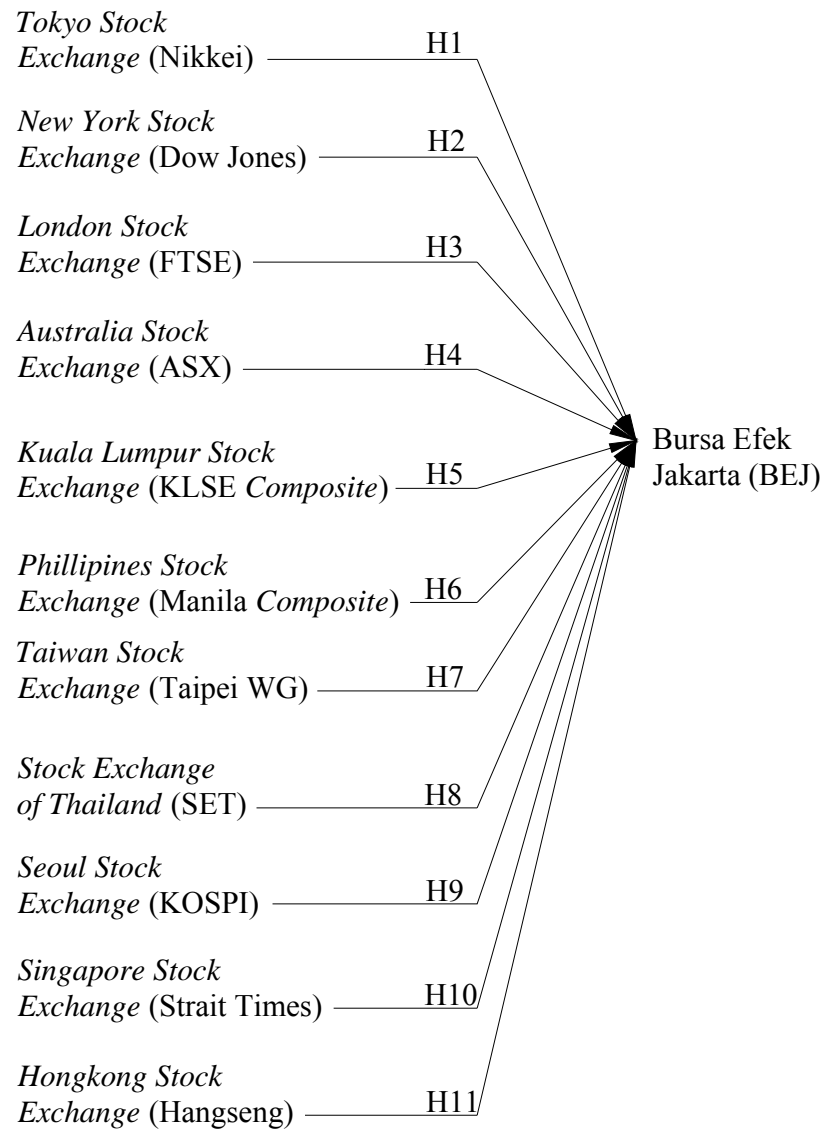 Tokyo Stock
Exchange (Nikkei)
H1
New York Stock
Exchange (Dow Jones)
H2
London Stock
Exchange (FTSE)
H3
Australia Stock
Exchange (ASX)
H4
Kuala Lumpur Stock
Exchange (KLSE Composite)
H5
Phillipines Stock
Exchange (Manila Composite)
H6
Taiwan Stock
Exchange (Taipei WG)
H7
Stock Exchange
of Thailand (SET)
H8
Seoul Stock
Exchange (KOSPI)
H9
Singapore Stock
Exchange (Strait Times)
H10
Hongkong Stock
Exchange (Hangseng)
H11
Bursa Efek
Jakarta (BEJ)